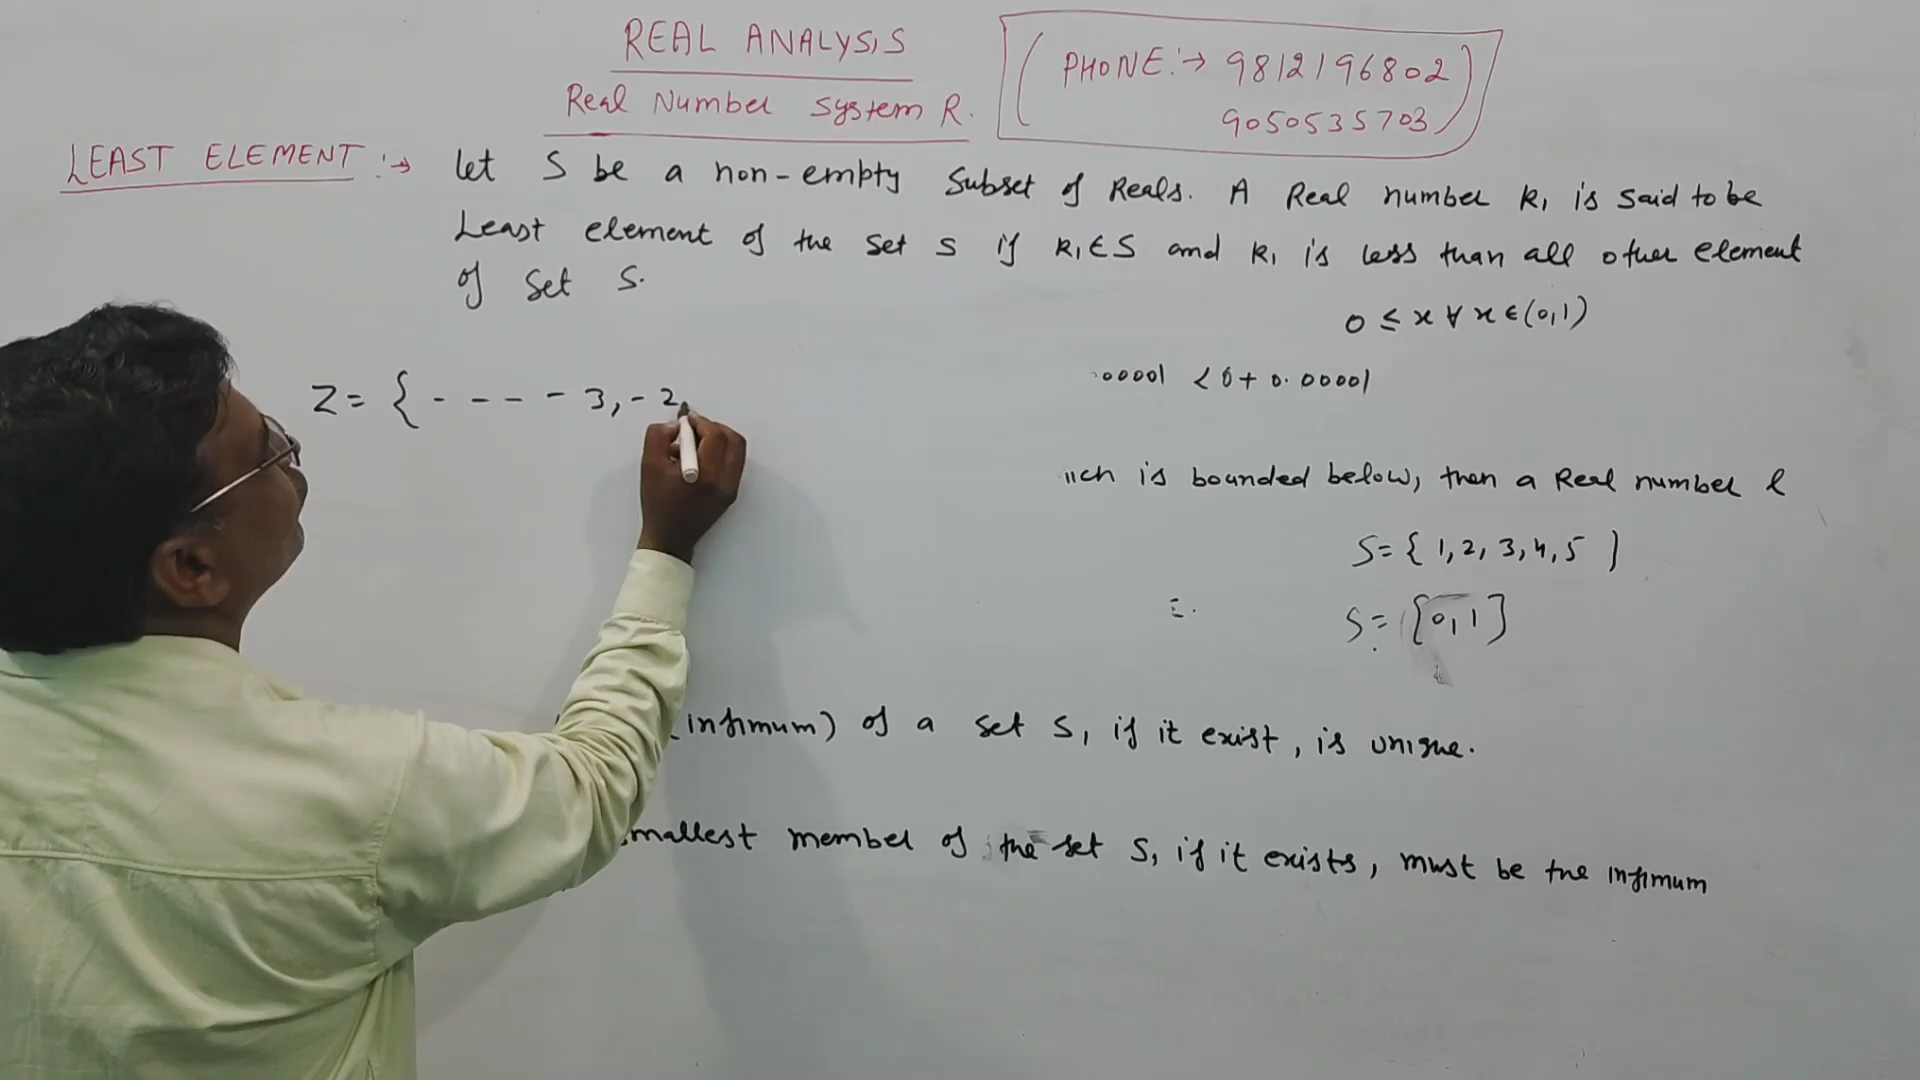 REAL ANALYSIS
Real Number System R.
( PHONE:→ 9812196802
9050535703 )
LEAST ELEMENT:→ let S be a non-empty subset of Reals. A Real number k₁ is said to be
Least element of the set S if k₁∈S and k₁ is less than all other element
of set S.
0 ≤ x ∀ x ∈ (0,1)
Z = { - - - - 3, - 2,
.00001 < 0 + 0.00001
is bounded below, then a Real number l
S = { 1, 2, 3, 4, 5 }
S = [0,1]
(infimum) of a set S, if it exist, is unique.
mallest member of the set S, if it exists, must be the infimum